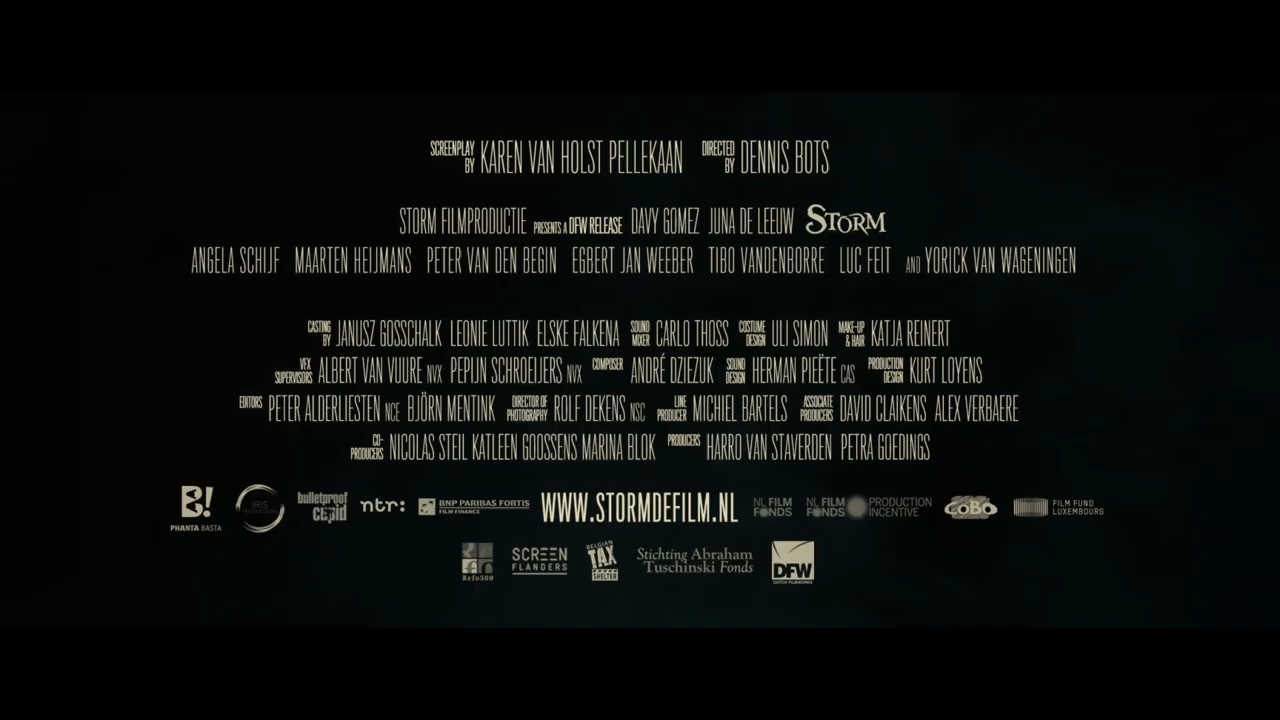 SCREENPLAY BY KAREN VAN HOLST PELLEKAAN DIRECTED BY DENNIS BOTS
STORM FILMPRODUCTIE PRESENTS A DFW RELEASE DAVY GOMEZ JUNA DE LEEUW STORM
ANGELA SCHIJF MAARTEN HEIJMANS PETER VAN DEN BEGIN EGBERT JAN WEEBER TIBO VANDENBORRE LUC FEIT AND YORICK VAN WAGENINGEN
CASTING BY JANUSZ GOSSCHALK LEONIE LUTTIK ELSKE FALKENA SOUND MIXER CARLO THOSS COSTUME DESIGN ULI SIMON MAKE-UP & HAIR KATJA REINERT
VFX SUPERVISORS ALBERT VAN VUURE NVX PEPIJN SCHROEIJERS NVX COMPOSER ANDRÉ DZIEZUK SOUND DESIGN HERMAN PIEËTE CAS PRODUCTION DESIGN KURT LOYENS
EDITORS PETER ALDERLIESTEN NCE BJÖRN MENTINK DIRECTOR OF PHOTOGRAPHY ROLF DEKENS NSC LINE PRODUCER MICHIEL BARTELS ASSOCIATE PRODUCERS DAVID CLAIKENS ALEX VERBAERE
CO-PRODUCERS NICOLAS STEIL KATLEEN GOOSSENS MARINA BLOK PRODUCERS HARRO VAN STAVERDEN PETRA GOEDINGS
B! PHANTA BASTA IRIS PRODUCTIONS bulletproof cupid ntr: BNP PARIBAS FORTIS FILM FINANCE WWW.STORMDEFILM.NL NL FILM FONDS NL FILM FONDS PRODUCTION INCENTIVE CoBO FILM FUND LUXEMBOURG
Refo500 SCREEN FLANDERS BELGIAN TAX SHELTER Stichting Abraham Tuschinski Fonds DFW DUTCH FILMWORKS